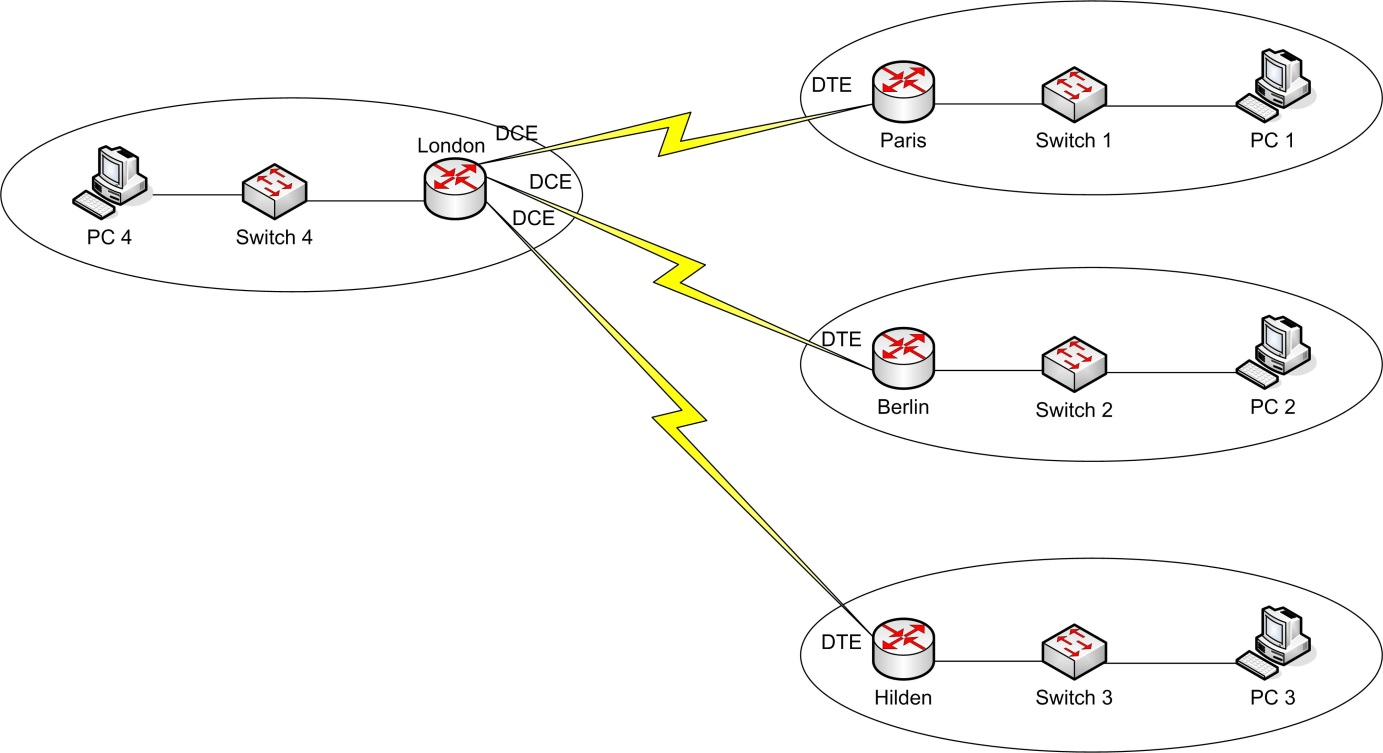 DTE
Paris
Switch 1
PC 1
DCE
London
DCE
DCE
PC 4
Switch 4
DTE
Berlin
Switch 2
PC 2
DTE
Hilden
Switch 3
PC 3